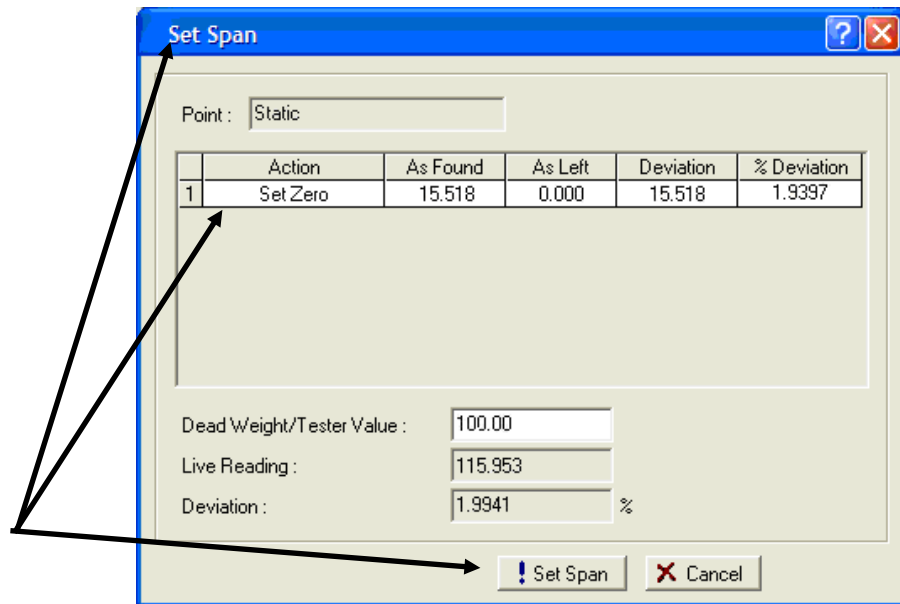 Set Span
Point : Static
Action As Found As Left Deviation % Deviation
1 Set Zero 15.518 0.000 15.518 1.9397
Dead Weight/Tester Value : 100.00
Live Reading : 115.953
Deviation : 1.9941 %
! Set Span X Cancel